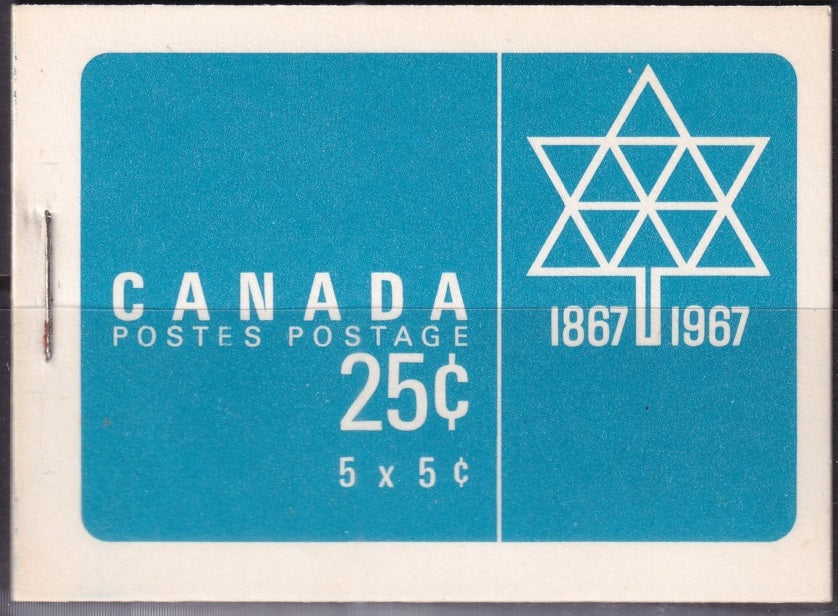 CANADA
POSTES POSTAGE
25¢
5 x 5 ¢
1867 1967